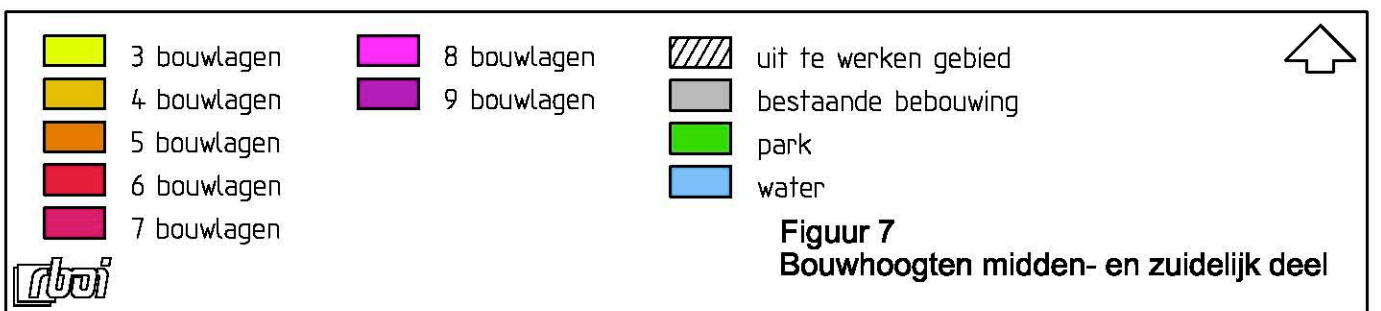 3 bouwlagen
4 bouwlagen
5 bouwlagen
6 bouwlagen
7 bouwlagen
8 bouwlagen
9 bouwlagen
uit te werken gebied
bestaande bebouwing
park
water
Figuur 7
Bouwhoogten midden- en zuidelijk deel
rboi